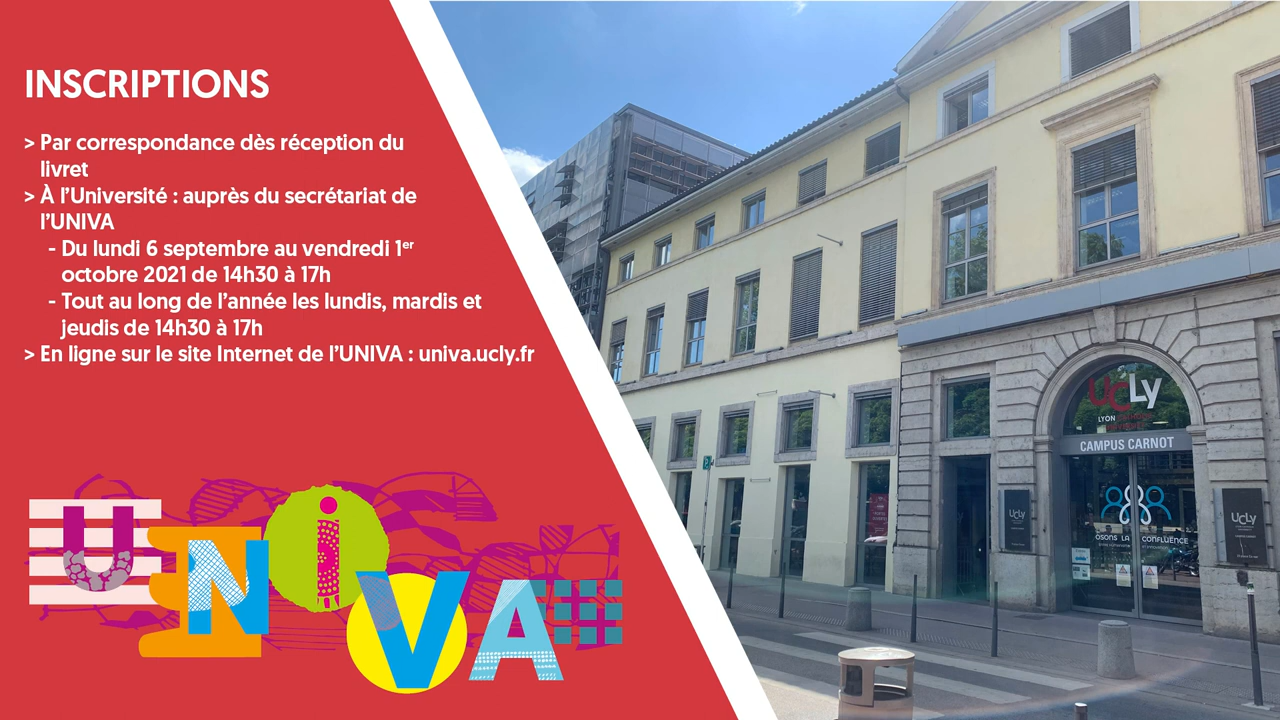 INSCRIPTIONS
> Par correspondance dès réception du
livret
> À l'Université : auprès du secrétariat de
l'UNIVA
- Du lundi 6 septembre au vendredi 1er
octobre 2021 de 14h30 à 17h
- Tout au long de l'année les lundis, mardis et
jeudis de 14h30 à 17h
> En ligne sur le site Internet de l'UNIVA : univa.ucly.fr
UNiVA
UCLy
LYON
CAMPUS CARNOT
OSONS LA CONFLUENCE
UCLy
UCLy